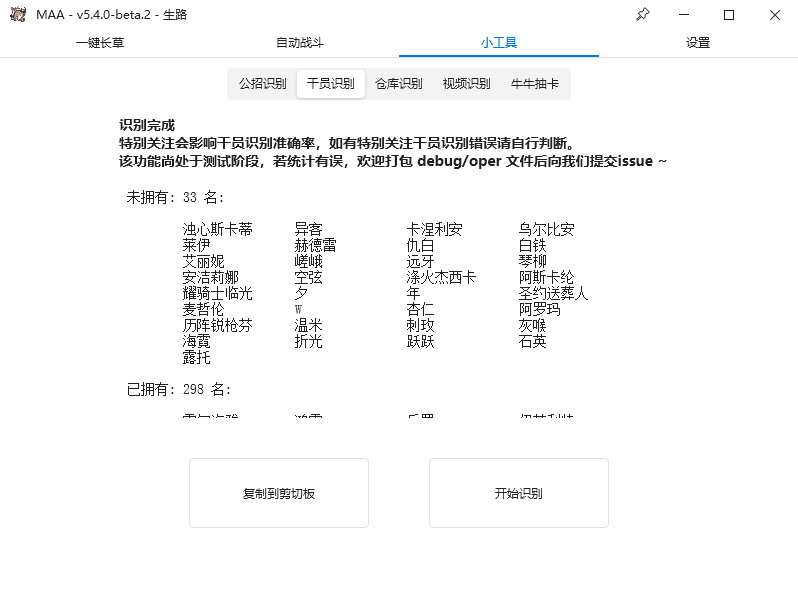 MAA - v5.4.0-beta.2 - 生路
一键长草 自动战斗 小工具 设置
公招识别 干员识别 仓库识别 视频识别 牛牛抽卡
识别完成
特别关注会影响干员识别准确率，如有特别关注干员识别错误请自行判断。
该功能尚处于测试阶段，若统计有误，欢迎打包 debug/oper 文件后向我们提交issue ~
未拥有: 33 名:
浊心斯卡蒂 异客 卡涅利安 乌尔比安
莱伊 赫德雷 仇白 白铁
艾丽妮 嵯峨 远牙 琴柳
安洁莉娜 空弦 涤火杰西卡 阿斯卡纶
耀骑士临光 夕 年 圣约送葬人
麦哲伦 W 杏仁 阿罗玛
历阵锐枪芬 温米 刺玫 灰喉
海霓 折光 跃跃 石英
露托
已拥有: 298 名:
复制到剪切板 开始识别